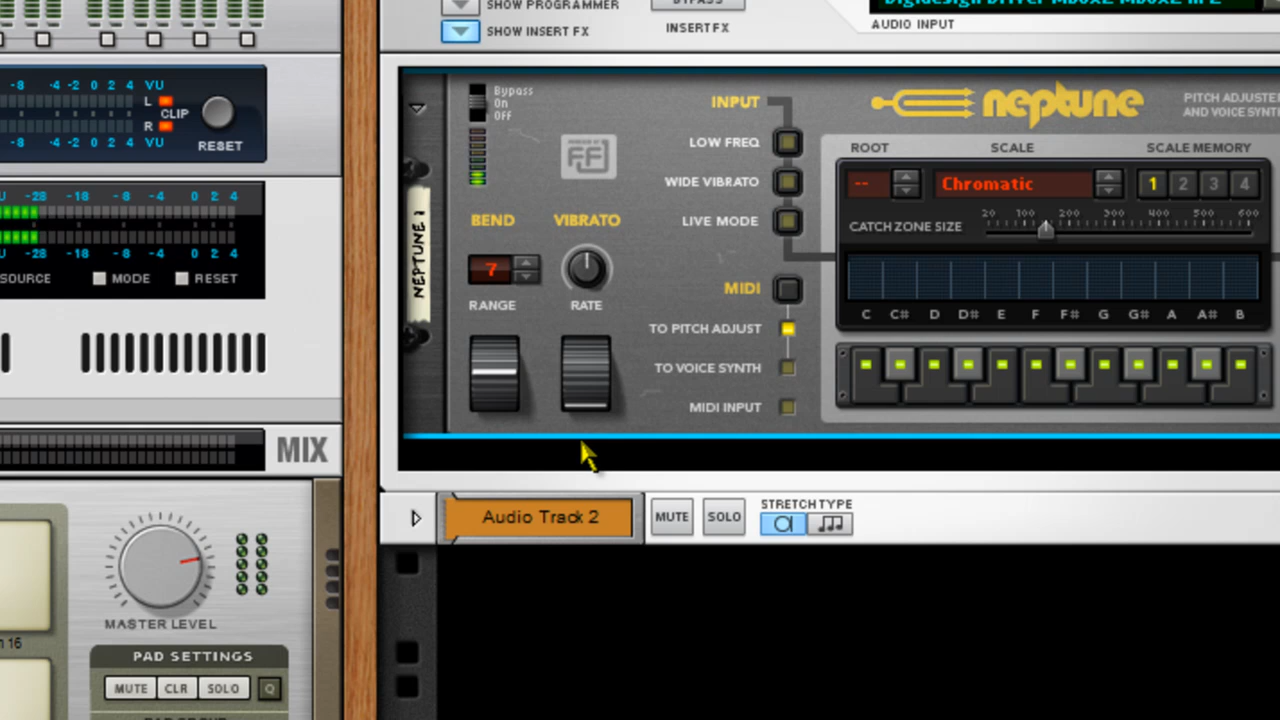 SHOW PROGRAMMER
BYPASS
SHOW INSERT FX
INSERT FX
AUDIO INPUT
-8 -4 -2 0 2 4 VU
L
R
CLIP
-8 -4 -2 0 2 4 VU
RESET
-28 -18 -8 -4 0 2 4
-28 -18 -8 -4 0 2 4
SOURCE MODE RESET
MIX
MASTER LEVEL
16
PAD SETTINGS
MUTE CLR SOLO Q
Bypass
On
Off
FF
NEPTUNE 1
BEND VIBRATO
7
RANGE RATE
INPUT
LOW FREQ
WIDE VIBRATO
LIVE MODE
MIDI
TO PITCH ADJUST
TO VOICE SYNTH
MIDI INPUT
neptune
PITCH ADJUSTER
AND VOICE SYNTH
ROOT SCALE SCALE MEMORY
-- Chromatic 1 2 3 4
20 100 200 300 400 500 600
CATCH ZONE SIZE
C C# D D# E F F# G G# A A# B
Audio Track 2
MUTE SOLO
STRETCH TYPE